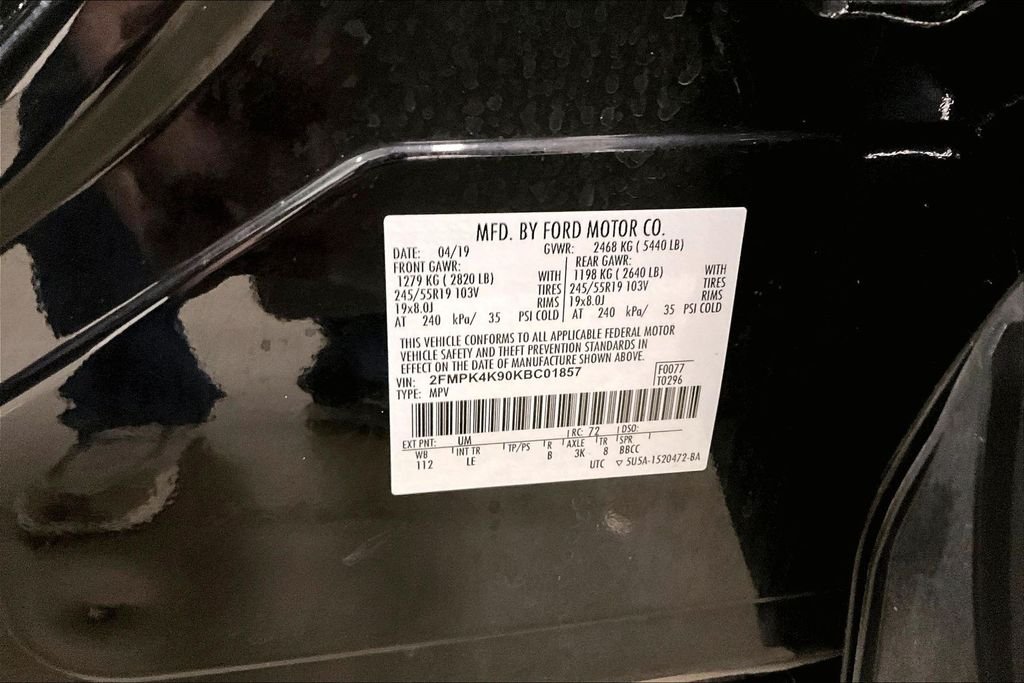 MFD. BY FORD MOTOR CO.
DATE: 04/19 GVWR: 2468 KG ( 5440 LB)
FRONT GAWR: REAR GAWR:
1279 KG ( 2820 LB) WITH 1198 KG ( 2640 LB) WITH
245/55R19 103V TIRES 245/55R19 103V TIRES
19x8.0J RIMS 19x8.0J RIMS
AT 240 kPa/ 35 PSI COLD AT 240 kPa/ 35 PSI COLD
THIS VEHICLE CONFORMS TO ALL APPLICABLE FEDERAL MOTOR
VEHICLE SAFETY AND THEFT PREVENTION STANDARDS IN
EFFECT ON THE DATE OF MANUFACTURE SHOWN ABOVE.
VIN: 2FMPK4K90KBC01857 F0077
TYPE: MPV T0296
EXT PNT: UM RC: 72 DSO:
WB INT TR TP/PS R AXLE TR SPR
112 LE B 3K 8 BBCC
UTC ▽ 5U5A-1520472-BA